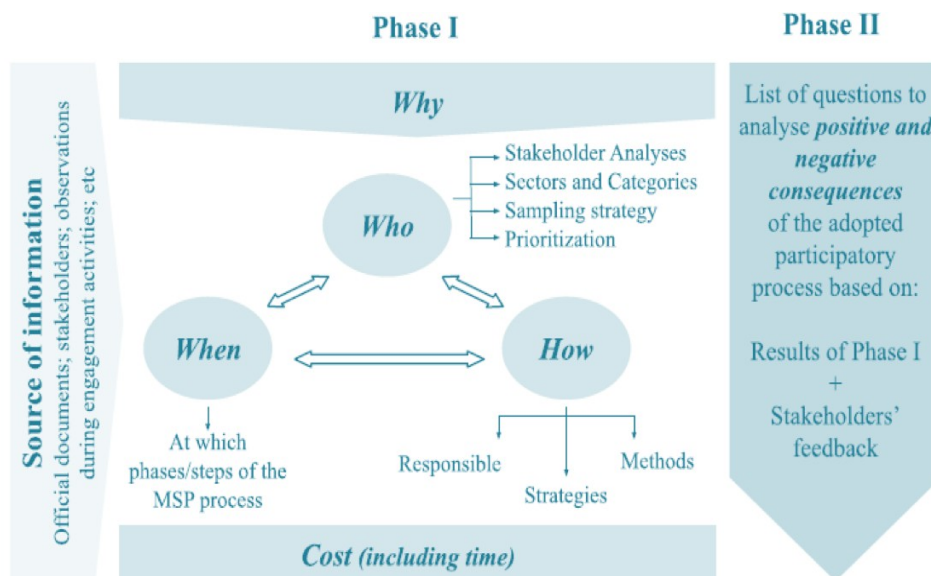 Phase I
Phase II
Source of information
Official documents; stakeholders; observations
during engagement activities; etc
Why
Who
Stakeholder Analyses
Sectors and Categories
Sampling strategy
Prioritization
When
How
At which
phases/steps of the
MSP process
Responsible
Strategies
Methods
Cost (including time)
List of questions to
analyse positive and
negative
consequences
of the adopted
participatory
process based on:
Results of Phase I
+
Stakeholders’
feedback